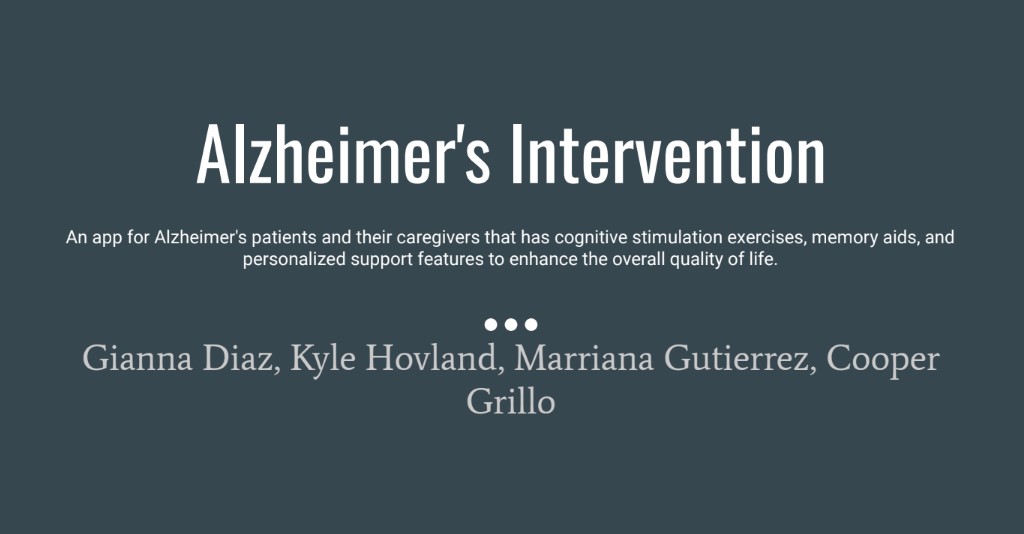 Alzheimer's Intervention
An app for Alzheimer's patients and their caregivers that has cognitive stimulation exercises, memory aids, and
personalized support features to enhance the overall quality of life.
Gianna Diaz, Kyle Hovland, Marriana Gutierrez, Cooper
Grillo